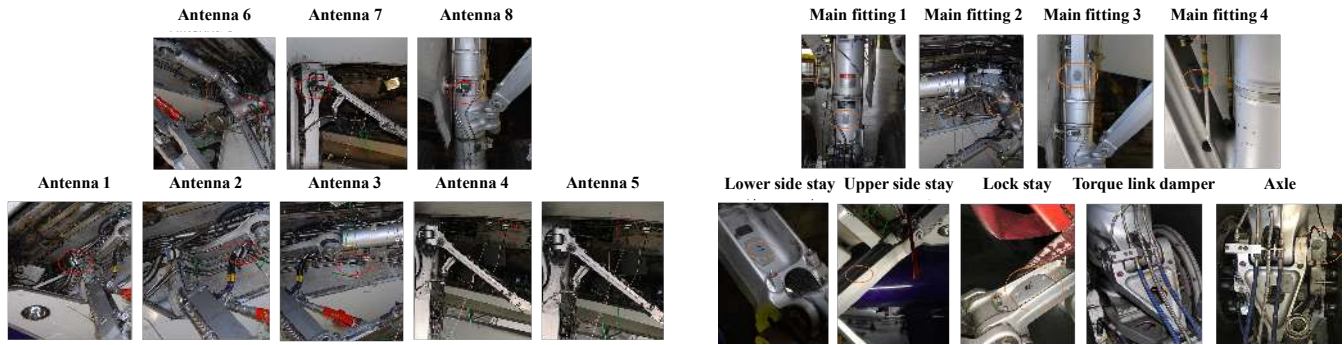 Antenna 6 Antenna 7 Antenna 8
Antenna 1 Antenna 2 Antenna 3 Antenna 4 Antenna 5
Main fitting 1 Main fitting 2 Main fitting 3 Main fitting 4
Lower side stay Upper side stay Lock stay Torque link damper Axle